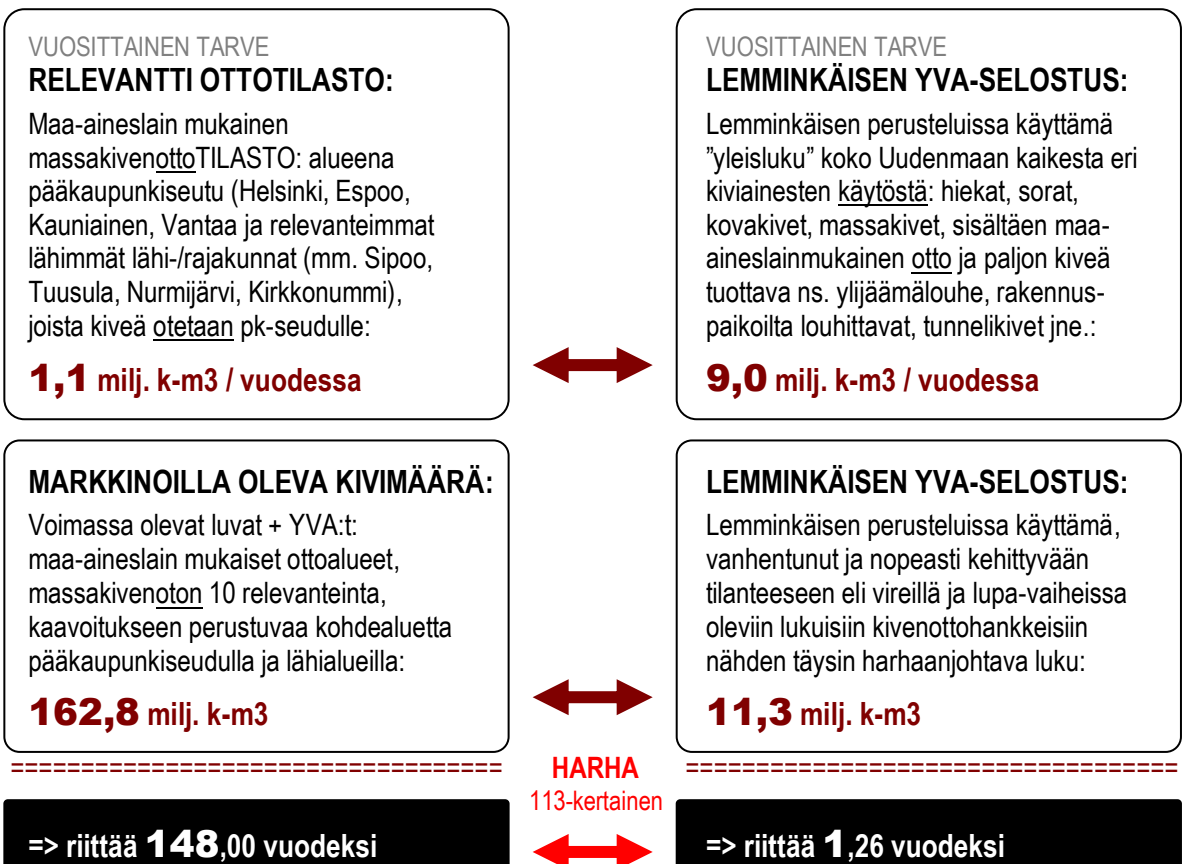 VUOSITTAINEN TARVE
RELEVANTTI OTTOTILASTO:
Maa-aineslain mukainen
massakivenottoTILASTO: alueena
pääkaupunkiseutu (Helsinki, Espoo,
Kauniainen, Vantaa ja relevanteimmat
lähimmät lähi-/rajakunnat (mm. Sipoo,
Tuusula, Nurmijärvi, Kirkkonummi),
joista kiveä otetaan pk-seudulle:
1,1 milj. k-m3 / vuodessa
VUOSITTAINEN TARVE
LEMMINKÄISEN YVA-SELOSTUS:
Lemminkäisen perusteluissa käyttämä
”yleisluku” koko Uudenmaan kaikesta eri
kiviainesten käytöstä: hiekat, sorat,
kovakivet, massakivet, sisältäen maa-
aineslainmukainen otto ja paljon kiveä
tuottava ns. ylijäämälouhe, rakennus-
paikoilta louhittavat, tunnelikivet jne.:
9,0 milj. k-m3 / vuodessa
MARKKINOILLA OLEVA KIVIMÄÄRÄ:
Voimassa olevat luvat + YVA:t:
maa-aineslain mukaiset ottoalueet,
massakivenoton 10 relevanteinta,
kaavoitukseen perustuvaa kohdealuetta
pääkaupunkiseudulla ja lähialueilla:
162,8 milj. k-m3
LEMMINKÄISEN YVA-SELOSTUS:
Lemminkäisen perusteluissa käyttämä,
vanhentunut ja nopeasti kehittyvään
tilanteeseen eli vireillä ja lupa-vaiheissa
oleviin lukuisiin kivenottohankkeisiin
nähden täysin harhaanjohtava luku:
11,3 milj. k-m3
===================================
HARHA
113-kertainen
===================================
=> riittää 148,00 vuodeksi
=> riittää 1,26 vuodeksi